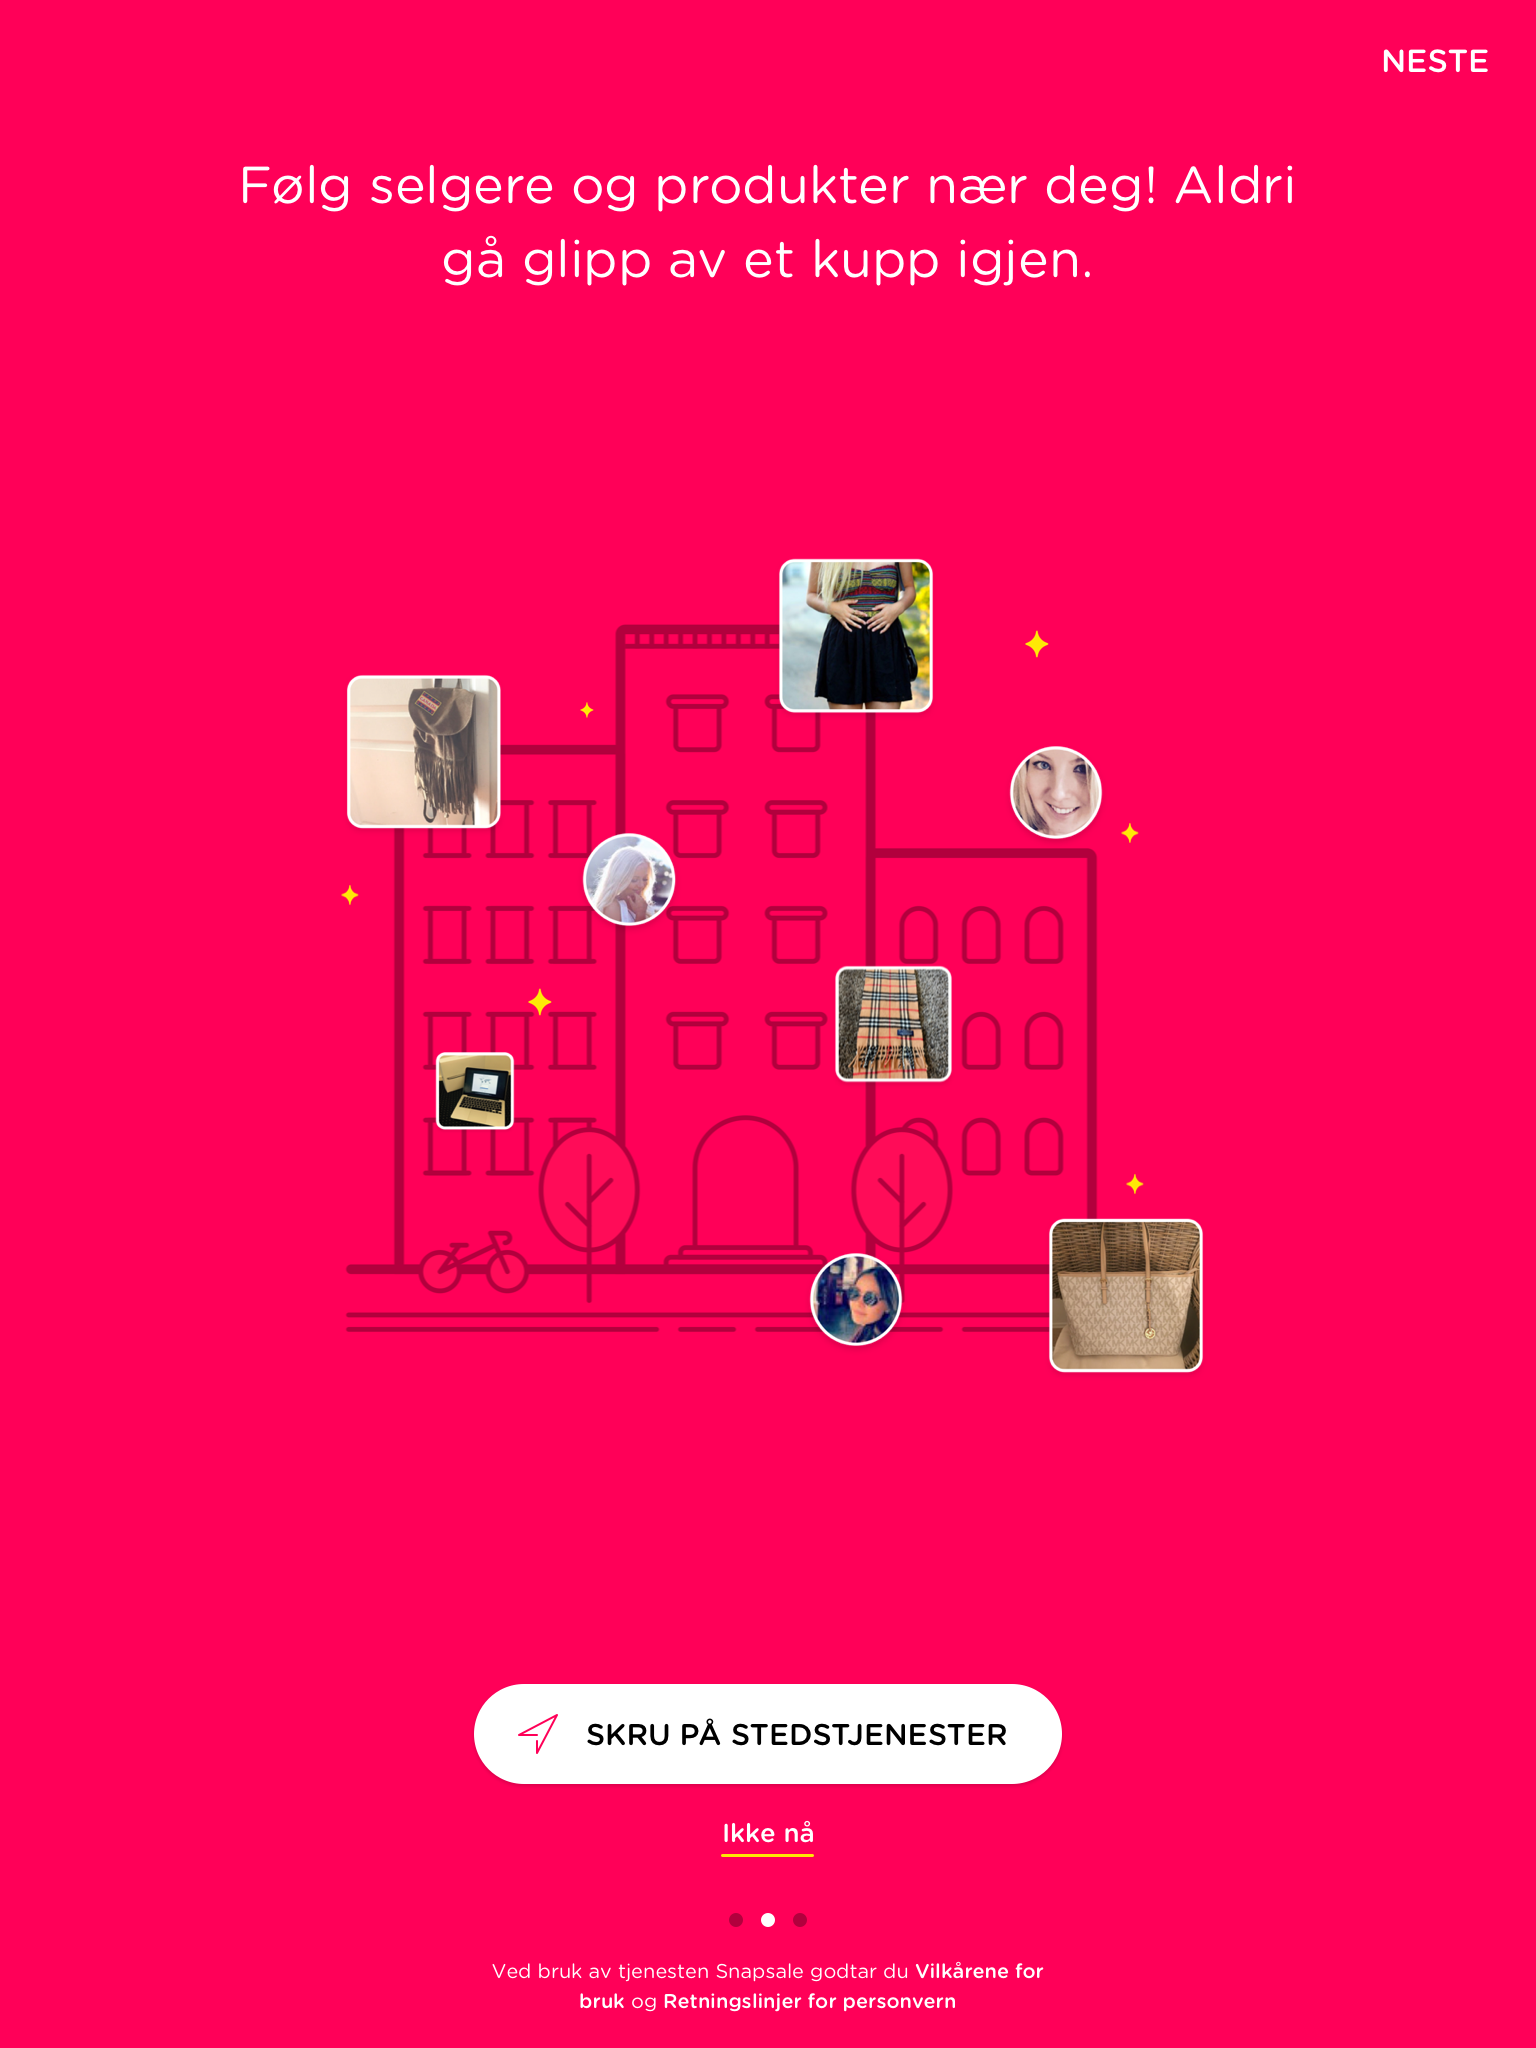 NESTE
Følg selgere og produkter nær deg! Aldri
gå glipp av et kupp igjen.
SKRU PÅ STEDSTJENESTER
Ikke nå
Ved bruk av tjenesten Snapsale godtar du Vilkårene for
bruk og Retningslinjer for personvern